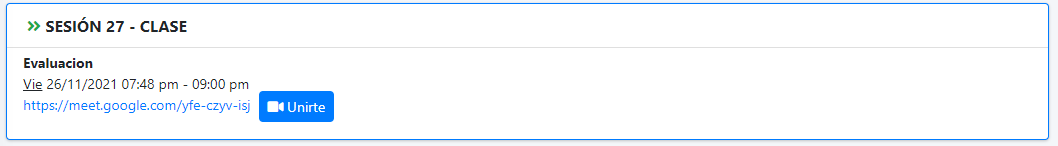 SESIÓN 27 - CLASE
Evaluacion
Vie 26/11/2021 07:48 pm - 09:00 pm
https://meet.google.com/yfe-czyv-isj Unirte